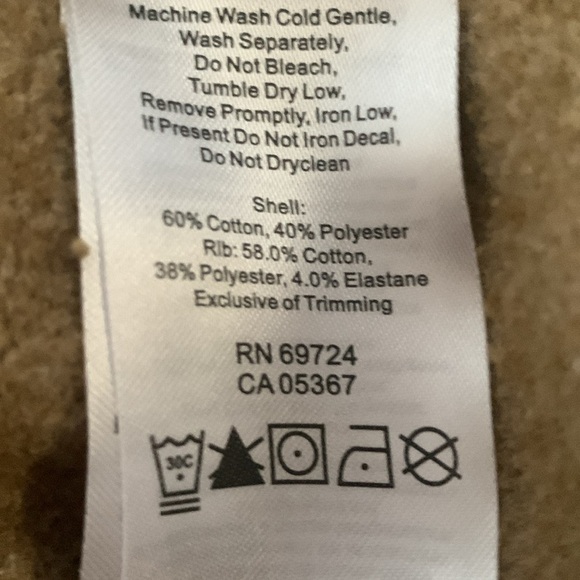 Machine Wash Cold Gentle,
Wash Separately,
Do Not Bleach,
Tumble Dry Low,
Remove Promptly, Iron Low,
If Present Do Not Iron Decal,
Do Not Dryclean
Shell:
60% Cotton, 40% Polyester
Rib: 58.0% Cotton,
38% Polyester, 4.0% Elastane
Exclusive of Trimming
RN 69724
CA 05367
30C